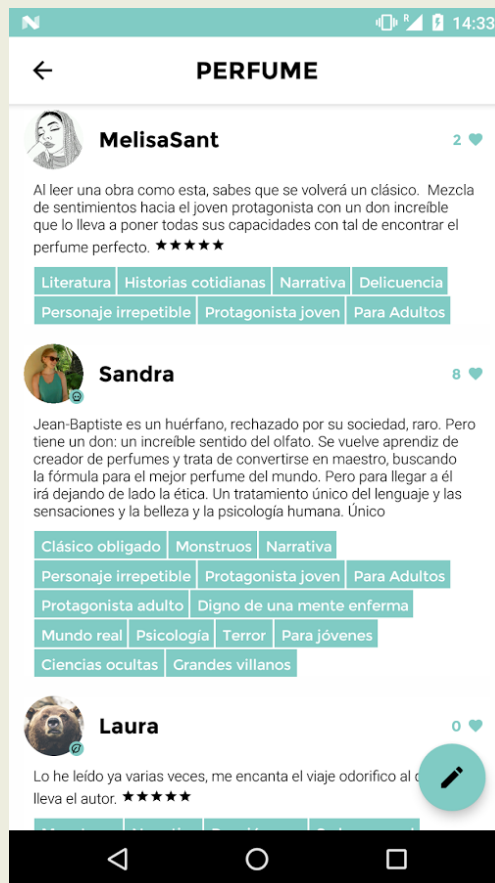 R 14:33
PERFUME
MelisaSant 2
Al leer una obra como esta, sabes que se volverá un clásico. Mezcla
de sentimientos hacia el joven protagonista con un don increíble
que lo lleva a poner todas sus capacidades con tal de encontrar el
perfume perfecto. ★★★★★
Literatura Historias cotidianas Narrativa Delicuencia
Personaje irrepetible Protagonista joven Para Adultos
Sandra 8
Jean-Baptiste es un huérfano, rechazado por su sociedad, raro. Pero
tiene un don: un increíble sentido del olfato. Se vuelve aprendiz de
creador de perfumes y trata de convertirse en maestro, buscando
la fórmula para el mejor perfume del mundo. Pero para llegar a él
irá dejando de lado la ética. Un tratamiento único del lenguaje y las
sensaciones y la belleza y la psicología humana. Único
Clásico obligado Monstruos Narrativa
Personaje irrepetible Protagonista joven Para Adultos
Protagonista adulto Digno de una mente enferma
Mundo real Psicología Terror Para jóvenes
Ciencias ocultas Grandes villanos
Laura 0
Lo he leído ya varias veces, me encanta el viaje odorifico al
lleva el autor. ★★★★★